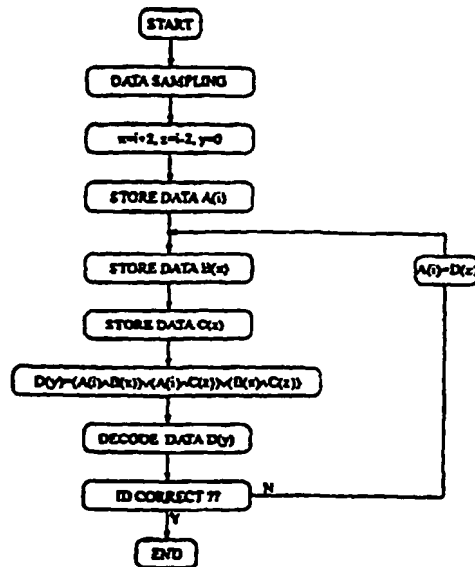 START
DATA SAMPLING
x=i+2, z=i-2, y=0
STORE DATA A(i)
STORE DATA B(x)
A(i)=D(z)
STORE DATA C(z)
D(y)=(A(i)∧B(x))∨(A(i)∧C(z))∨(B(x)∧C(z))
DECODE DATA D(y)
ID CORRECT ??
N
Y
END